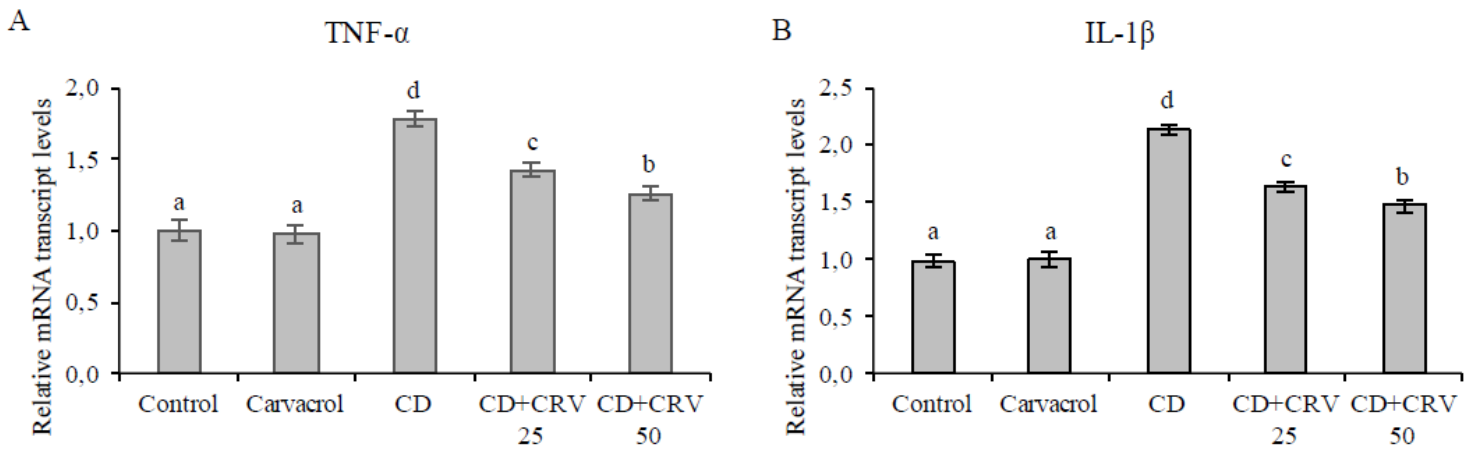 A
TNF-α
Relative mRNA transcript levels
2,0
1,5
1,0
0,5
0,0
a
a
d
c
b
Control
Carvacrol
CD
CD+CRV
25
CD+CRV
50
B
IL-1β
Relative mRNA transcript levels
2,5
2,0
1,5
1,0
0,5
0,0
a
a
d
c
b
Control
Carvacrol
CD
CD+CRV
25
CD+CRV
50